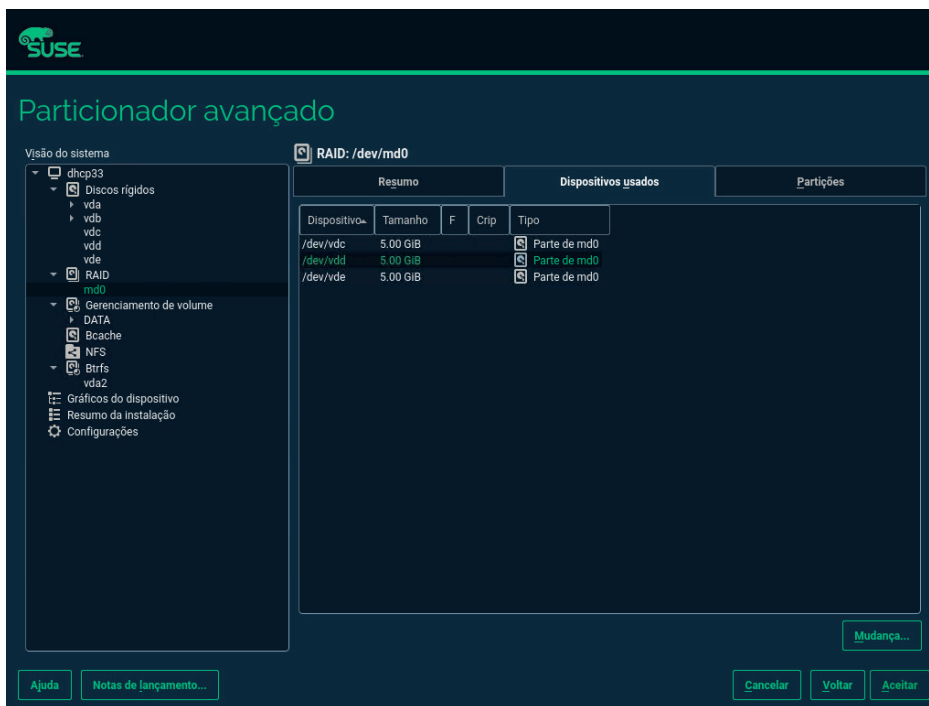 SUSE
Particionador avançado
Visão do sistema
dhcp33
Discos rígidos
vda
vdb
vdc
vdd
vde
RAID
md0
Gerenciamento de volume
DATA
Bcache
NFS
Btrfs
vda2
Gráficos do dispositivo
Resumo da instalação
Configurações
RAID: /dev/md0
Resumo Dispositivos usados Partições
Dispositivo Tamanho F Crip Tipo
/dev/vdc 5.00 GiB Parte de md0
/dev/vdd 5.00 GiB Parte de md0
/dev/vde 5.00 GiB Parte de md0
Mudança...
Ajuda Notas de lançamento... Cancelar Voltar Aceitar